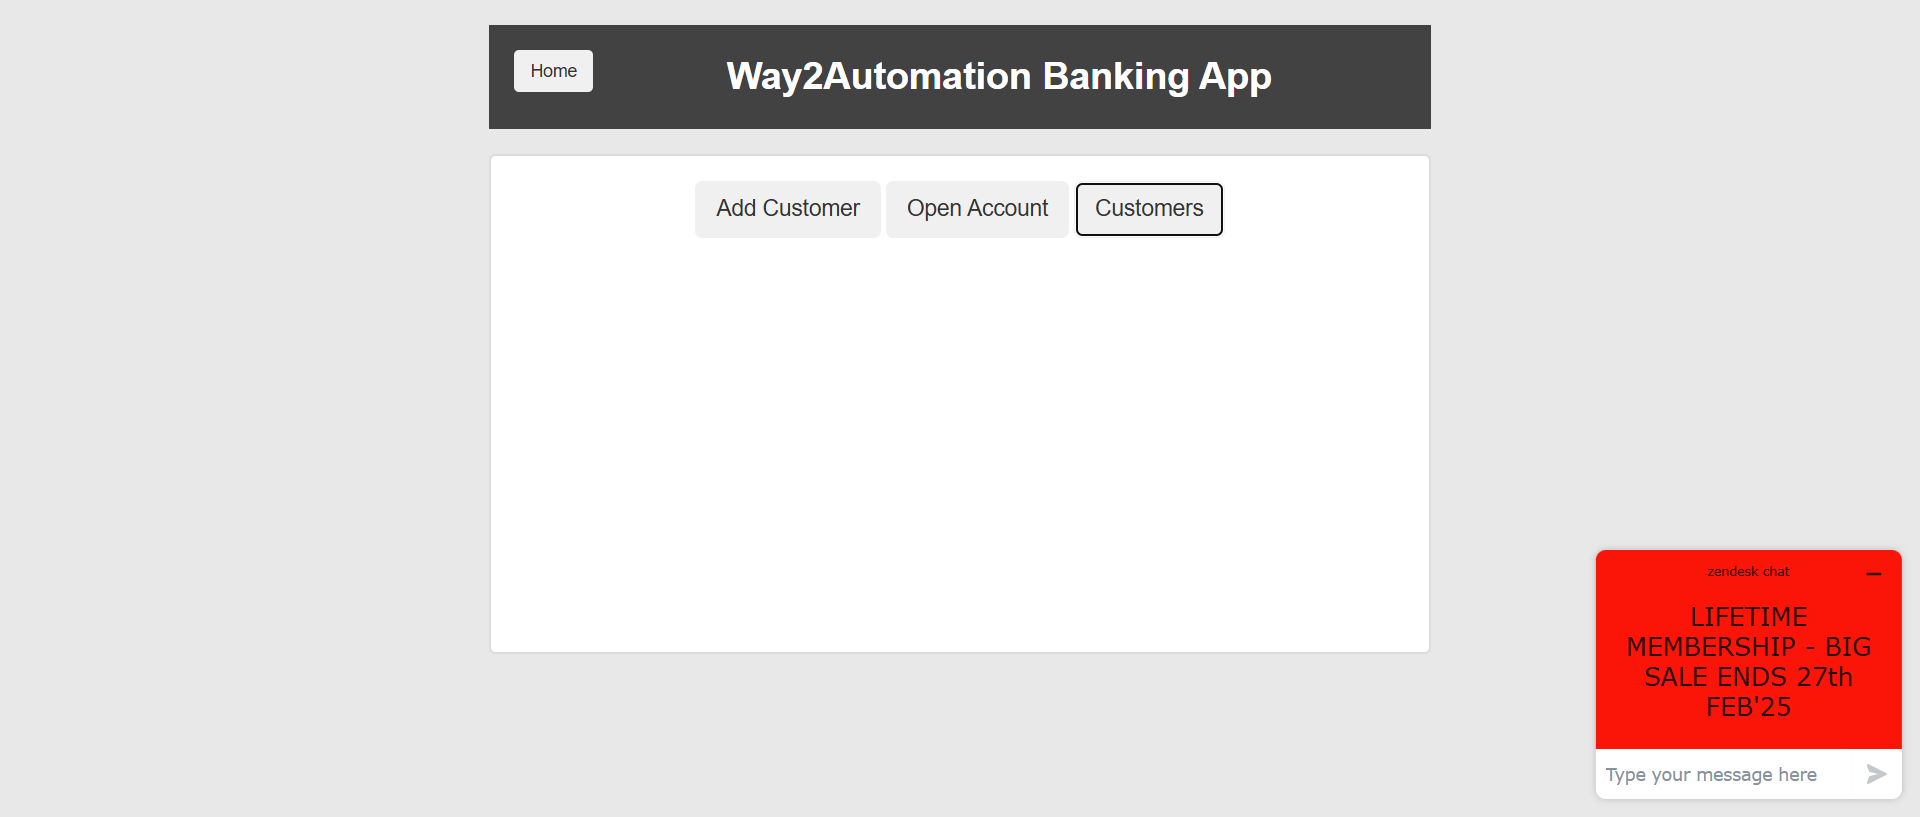 Home
Way2Automation Banking App
Add Customer Open Account Customers
zendesk chat
LIFETIME
MEMBERSHIP - BIG
SALE ENDS 27th
FEB'25
Type your message here